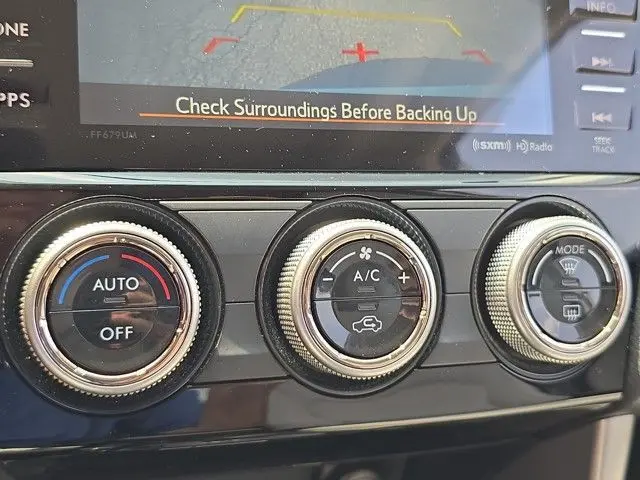 ONE
INFO
PPS
Check Surroundings Before Backing Up
FF679UM
((sxm))
HD Radio
SEEK
TRACK
AUTO
OFF
A/C
- +
MODE